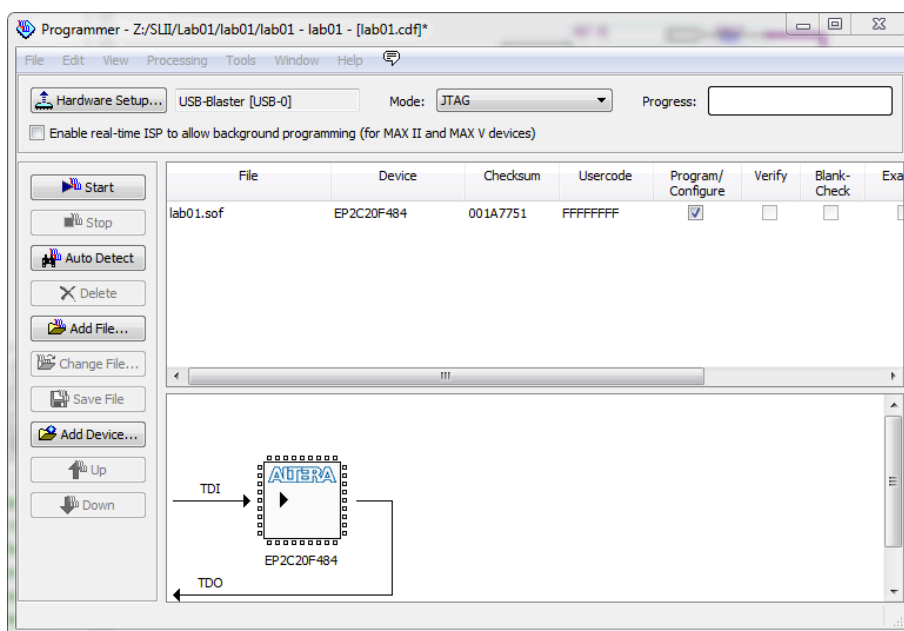 Programmer - Z:/SLII/Lab01/lab01/lab01 - lab01 - [lab01.cdf]*
File Edit View Processing Tools Window Help
Hardware Setup... USB-Blaster [USB-0] Mode: JTAG Progress:
Enable real-time ISP to allow background programming (for MAX II and MAX V devices)
Start
Stop
Auto Detect
Delete
Add File...
Change File...
Save File
Add Device...
Up
Down
File Device Checksum Usercode Program/ Verify Blank- Exa
Configure Check
lab01.sof EP2C20F484 001A7751 FFFFFFFF
ALTERA
TDI
EP2C20F484
TDO